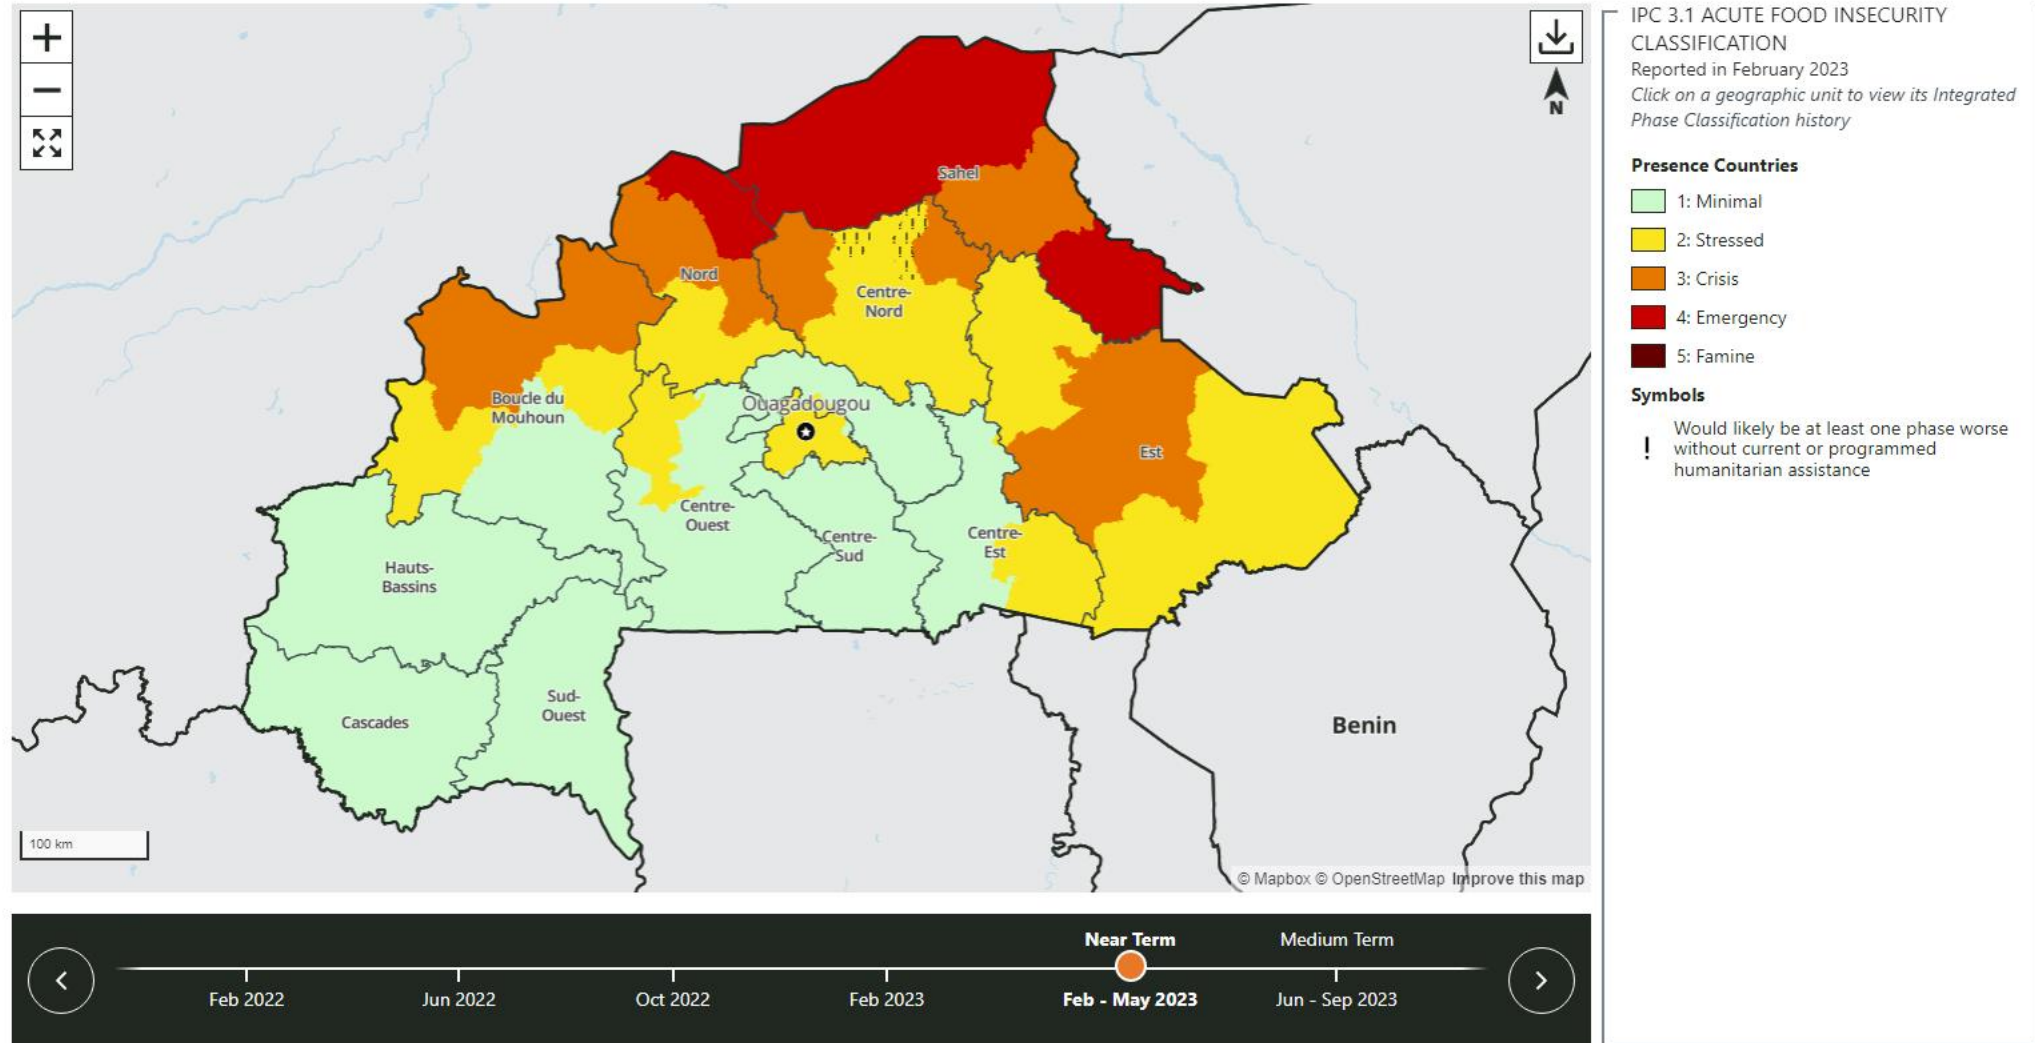 +
−
N
Sahel
Nord
Centre-
Nord
Boucle du
Mouhoun
Ouagadougou
Est
Centre-
Ouest
Centre-
Sud
Centre-
Est
Hauts-
Bassins
Sud-
Ouest
Cascades
Benin
100 km
© Mapbox © OpenStreetMap Improve this map
IPC 3.1 ACUTE FOOD INSECURITY
CLASSIFICATION
Reported in February 2023
Click on a geographic unit to view its Integrated
Phase Classification history
Presence Countries
1: Minimal
2: Stressed
3: Crisis
4: Emergency
5: Famine
Symbols
! Would likely be at least one phase worse
without current or programmed
humanitarian assistance
Near Term
Medium Term
Feb 2022
Jun 2022
Oct 2022
Feb 2023
Feb - May 2023
Jun - Sep 2023